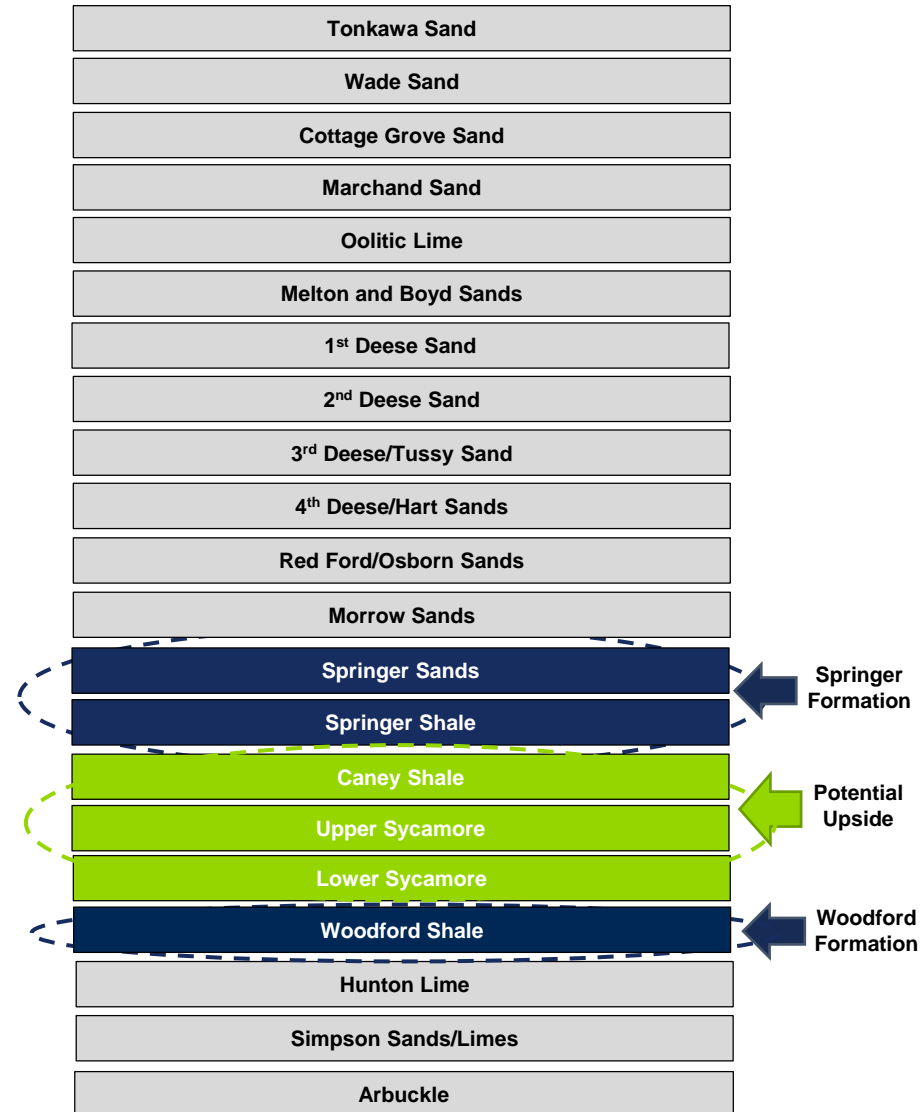 Tonkawa Sand
Wade Sand
Cottage Grove Sand
Marchand Sand
Oolitic Lime
Melton and Boyd Sands
1st Deese Sand
2nd Deese Sand
3rd Deese/Tussy Sand
4th Deese/Hart Sands
Red Ford/Osborn Sands
Morrow Sands
Springer Sands
Springer Shale
Springer
Formation
Caney Shale
Upper Sycamore
Lower Sycamore
Potential
Upside
Woodford Shale
Woodford
Formation
Hunton Lime
Simpson Sands/Limes
Arbuckle